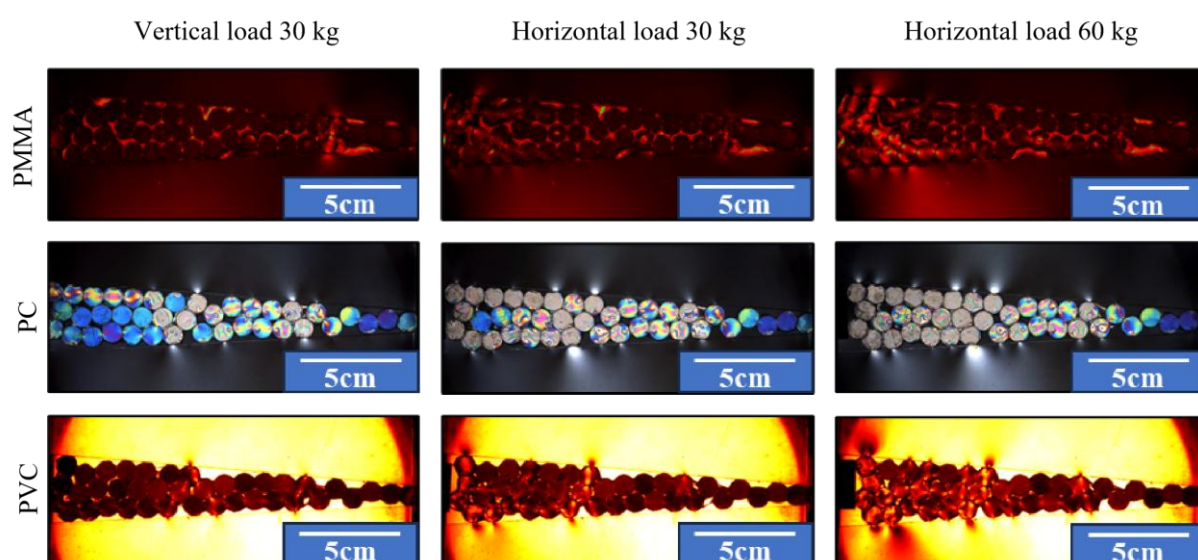 Vertical load 30 kg
Horizontal load 30 kg
Horizontal load 60 kg
PMMA
5cm
5cm
5cm
PC
5cm
5cm
5cm
PVC
5cm
5cm
5cm